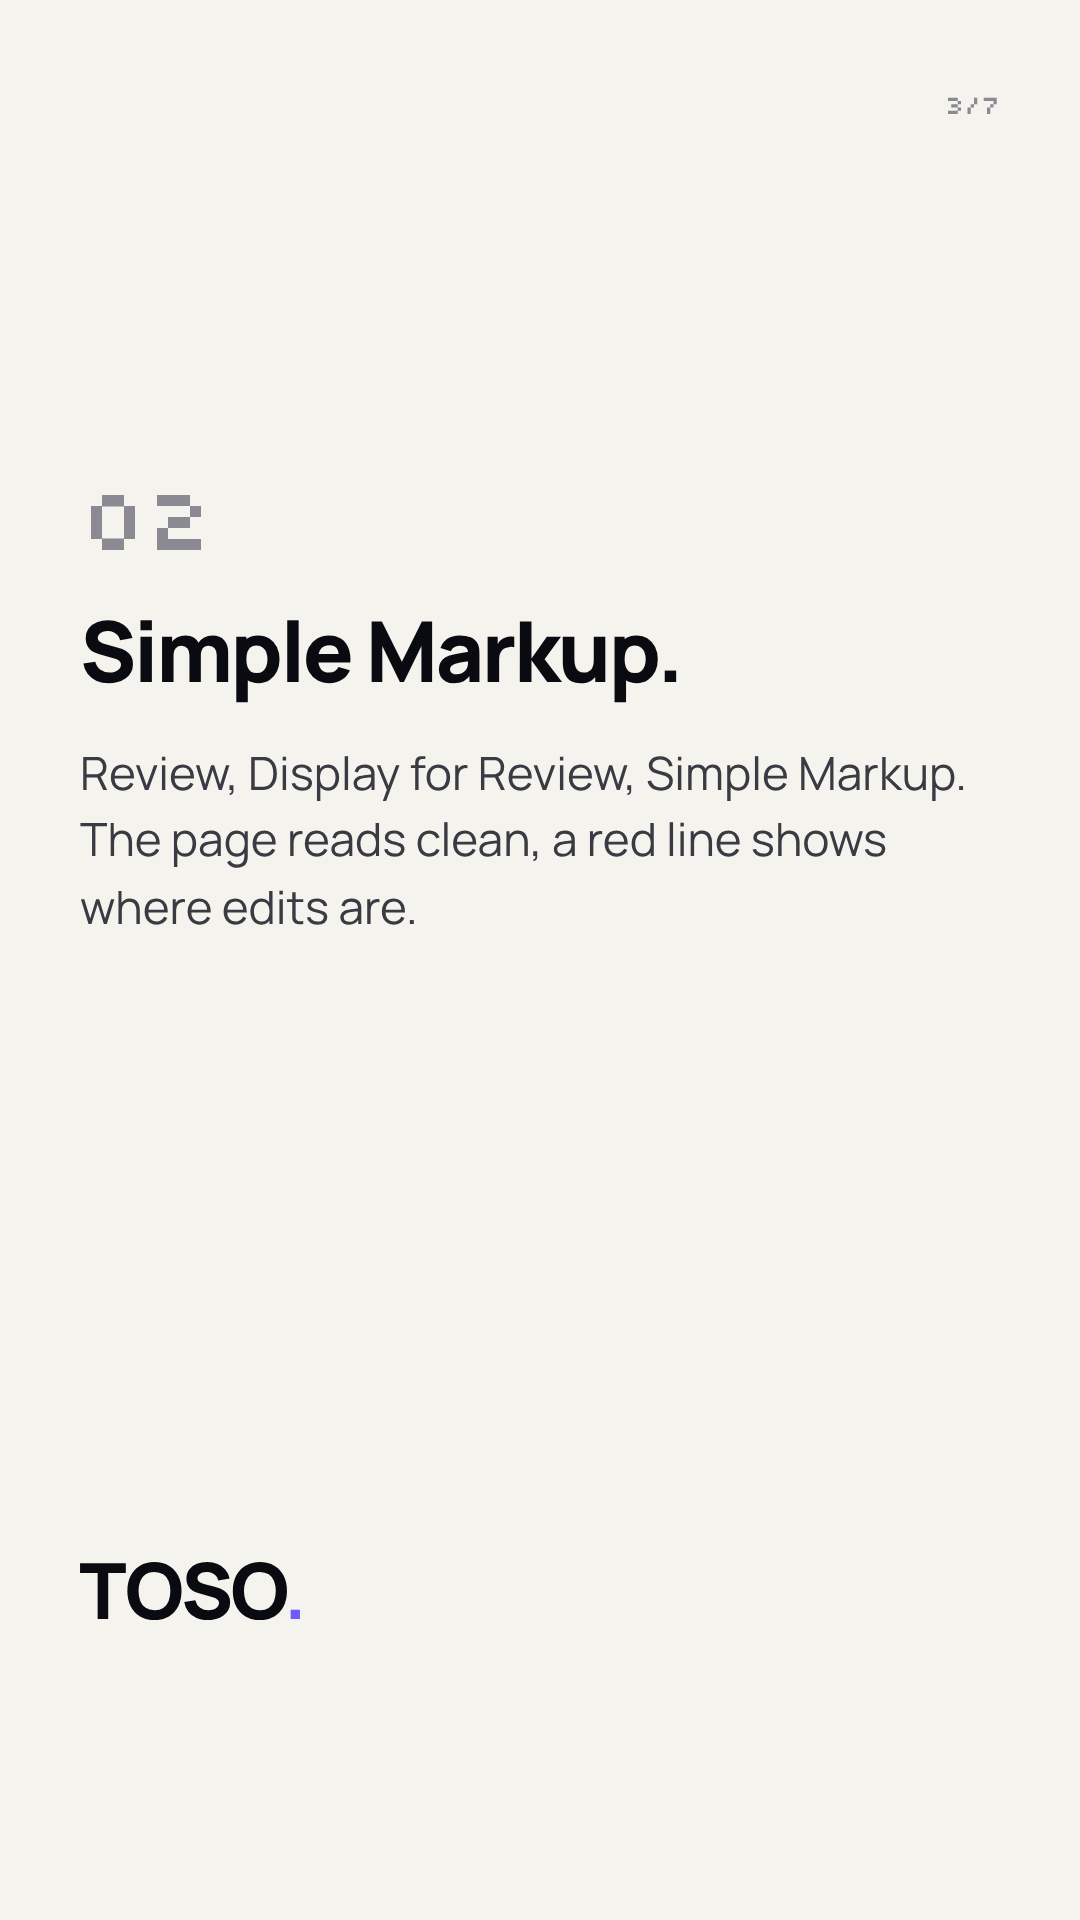 3/7
02
Simple Markup.
Review, Display for Review, Simple Markup.
The page reads clean, a red line shows
where edits are.
TOSO.